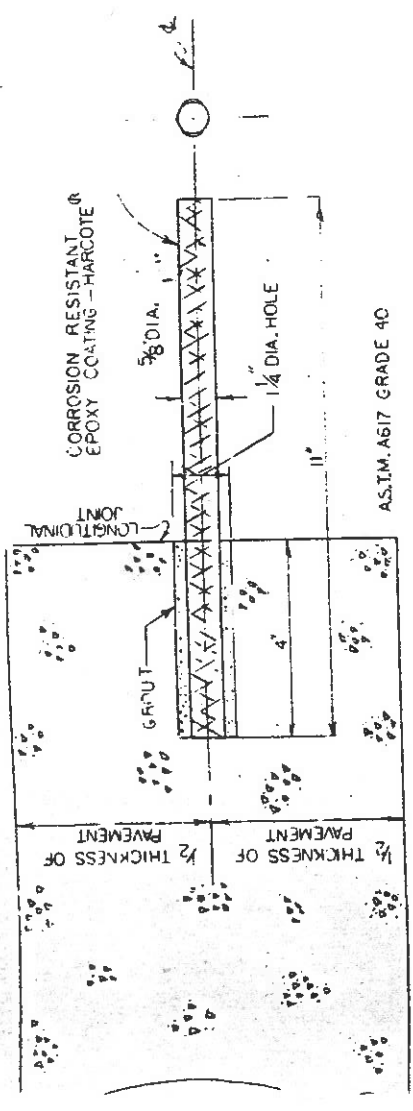 CORROSION RESISTANT
EPOXY COATING - HARCOTE®
5/8" DIA.
1 1/4" DIA. HOLE
LONGITUDINAL
JOINT
GROUT
4"
11"
A.S.T.M. A617 GRADE 40
1/2 THICKNESS OF
PAVEMENT
1/2 THICKNESS OF
PAVEMENT